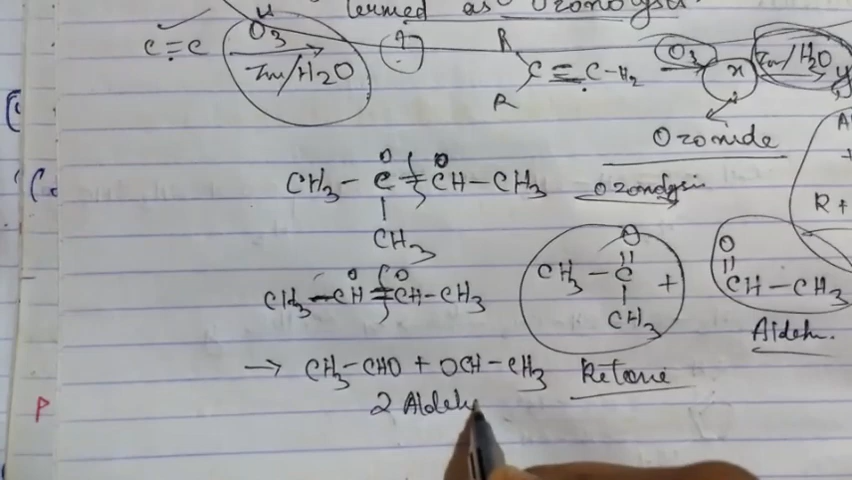 termed as Ozonolysis.
C=C O3 Zn/H2O
R C=C-H2 O3 x Zn/H2O y
R
Ozonide
CH3-C=CH-CH3 Ozonolysis
O O
CH3
CH3-CH=CH-CH3
O O
CH3-C + CH-CH3
O O
CH3
Aldeh.
→ CH3-CHO + OCH-CH3 Ketone
2 Aldehy
R +
P